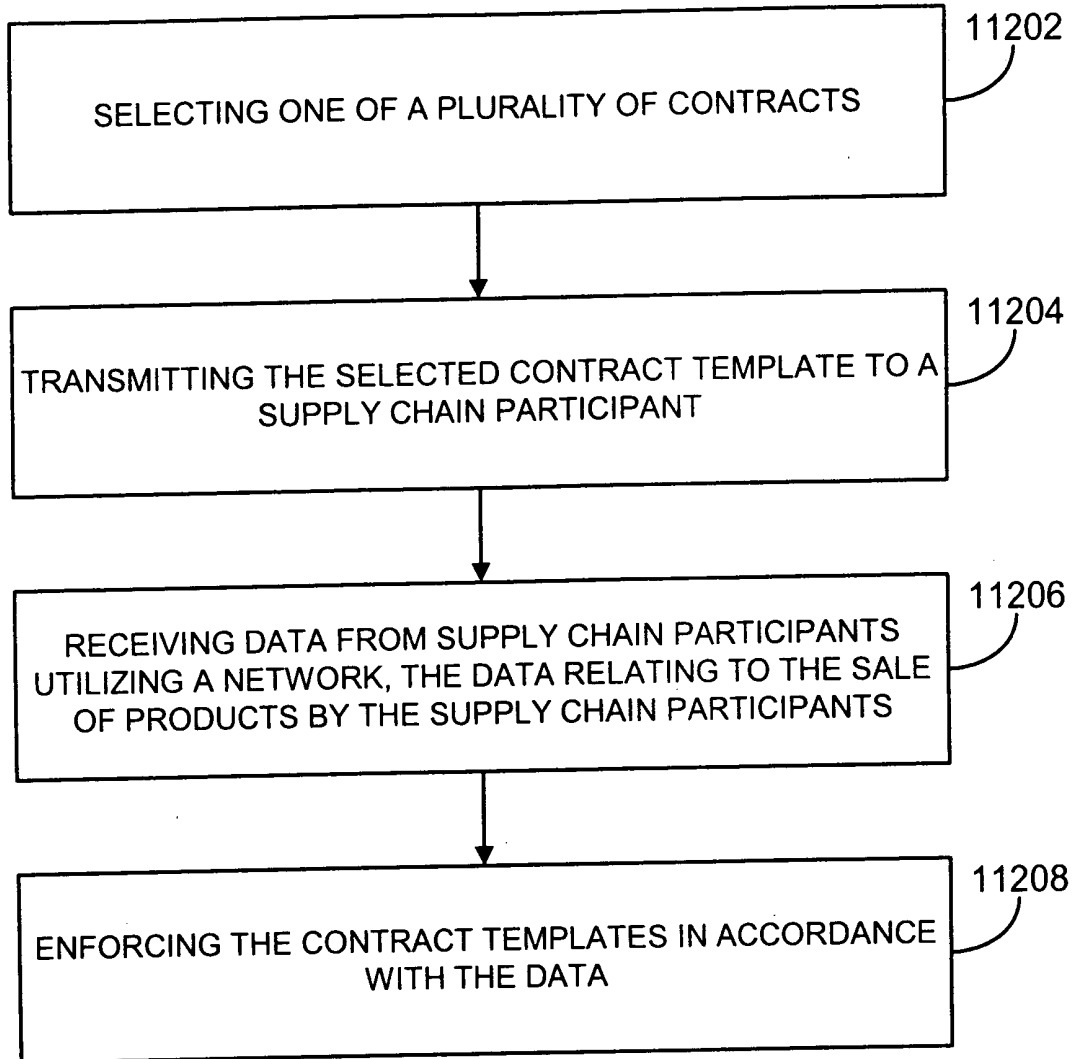 11202
SELECTING ONE OF A PLURALITY OF CONTRACTS
11204
TRANSMITTING THE SELECTED CONTRACT TEMPLATE TO A
SUPPLY CHAIN PARTICIPANT
11206
RECEIVING DATA FROM SUPPLY CHAIN PARTICIPANTS
UTILIZING A NETWORK, THE DATA RELATING TO THE SALE
OF PRODUCTS BY THE SUPPLY CHAIN PARTICIPANTS
11208
ENFORCING THE CONTRACT TEMPLATES IN ACCORDANCE
WITH THE DATA